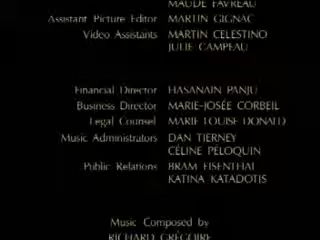 MAUDE FAVREAU
Assistant Picture Editor MARTIN GIGNAC
Video Assistants MARTIN CELESTINO
JULIE CAMPEAU
Financial Director HASANAIN PANJU
Business Director MARIE-JOSÉE CORBEIL
Legal Counsel MARIE-LOUISE DONALD
Music Administrators DAN TIERNEY
CÉLINE PÉLOQUIN
Public Relations BRAM EISENTHAL
KATINA KATADOTIS
Music Composed by
RICHARD GRÉGOIRE